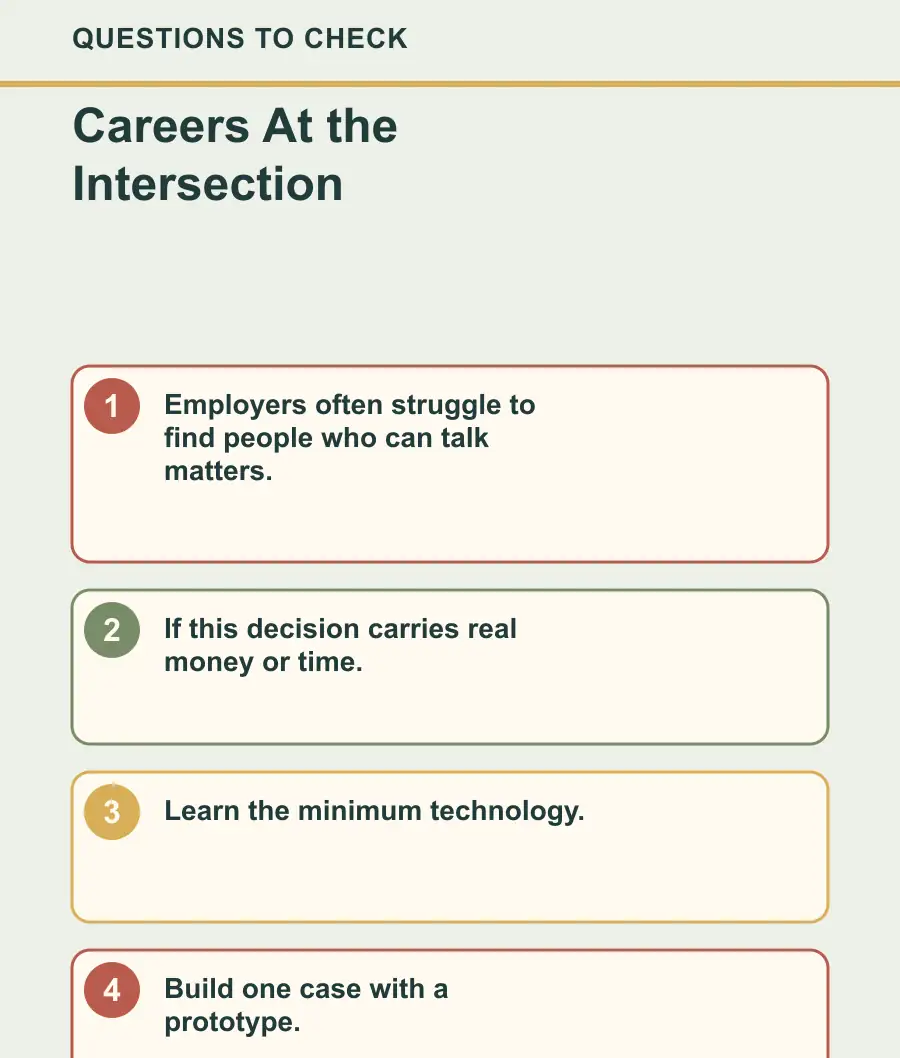 QUESTIONS TO CHECK
Careers At the
Intersection
1
Employers often struggle to
find people who can talk
matters.
2
If this decision carries real
money or time.
3
Learn the minimum technology.
4
Build one case with a
prototype.